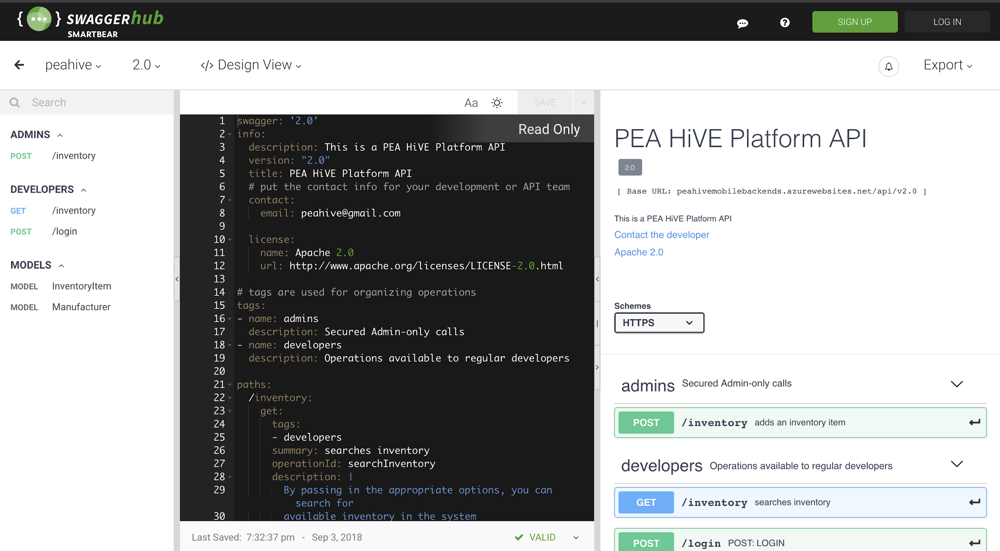 {...} SWAGGERhub
SMARTBEAR
SIGN UP
LOG IN
peahive
2.0
</> Design View
Export
Search
ADMINS
POST /inventory
DEVELOPERS
GET /inventory
POST /login
MODELS
MODEL InventoryItem
MODEL Manufacturer
Aa
SAVE
Read Only
1 swagger: '2.0'
2 info:
3 description: This is a PEA HiVE Platform API
4 version: "2.0"
5 title: PEA HiVE Platform API
6 # put the contact info for your development or API team
7 contact:
8 email: peahive@gmail.com
9
10 license:
11 name: Apache 2.0
12 url: http://www.apache.org/licenses/LICENSE-2.0.html
13
14 # tags are used for organizing operations
15 tags:
16 - name: admins
17 description: Secured Admin-only calls
18 - name: developers
19 description: Operations available to regular developers
20
21 paths:
22 /inventory:
23 get:
24 tags:
25 - developers
26 summary: searches inventory
27 operationId: searchInventory
28 description: |
29 By passing in the appropriate options, you can
search for
30 available inventory in the system
Last Saved: 7:32:37 pm - Sep 3, 2018
VALID
PEA HiVE Platform API
2.0
[ Base URL: peahivemobilebackends.azurewebsites.net/api/v2.0 ]
This is a PEA HiVE Platform API
Contact the developer
Apache 2.0
Schemes
HTTPS
admins Secured Admin-only calls
POST /inventory adds an inventory item
developers Operations available to regular developers
GET /inventory searches inventory
POST /login POST: LOGIN